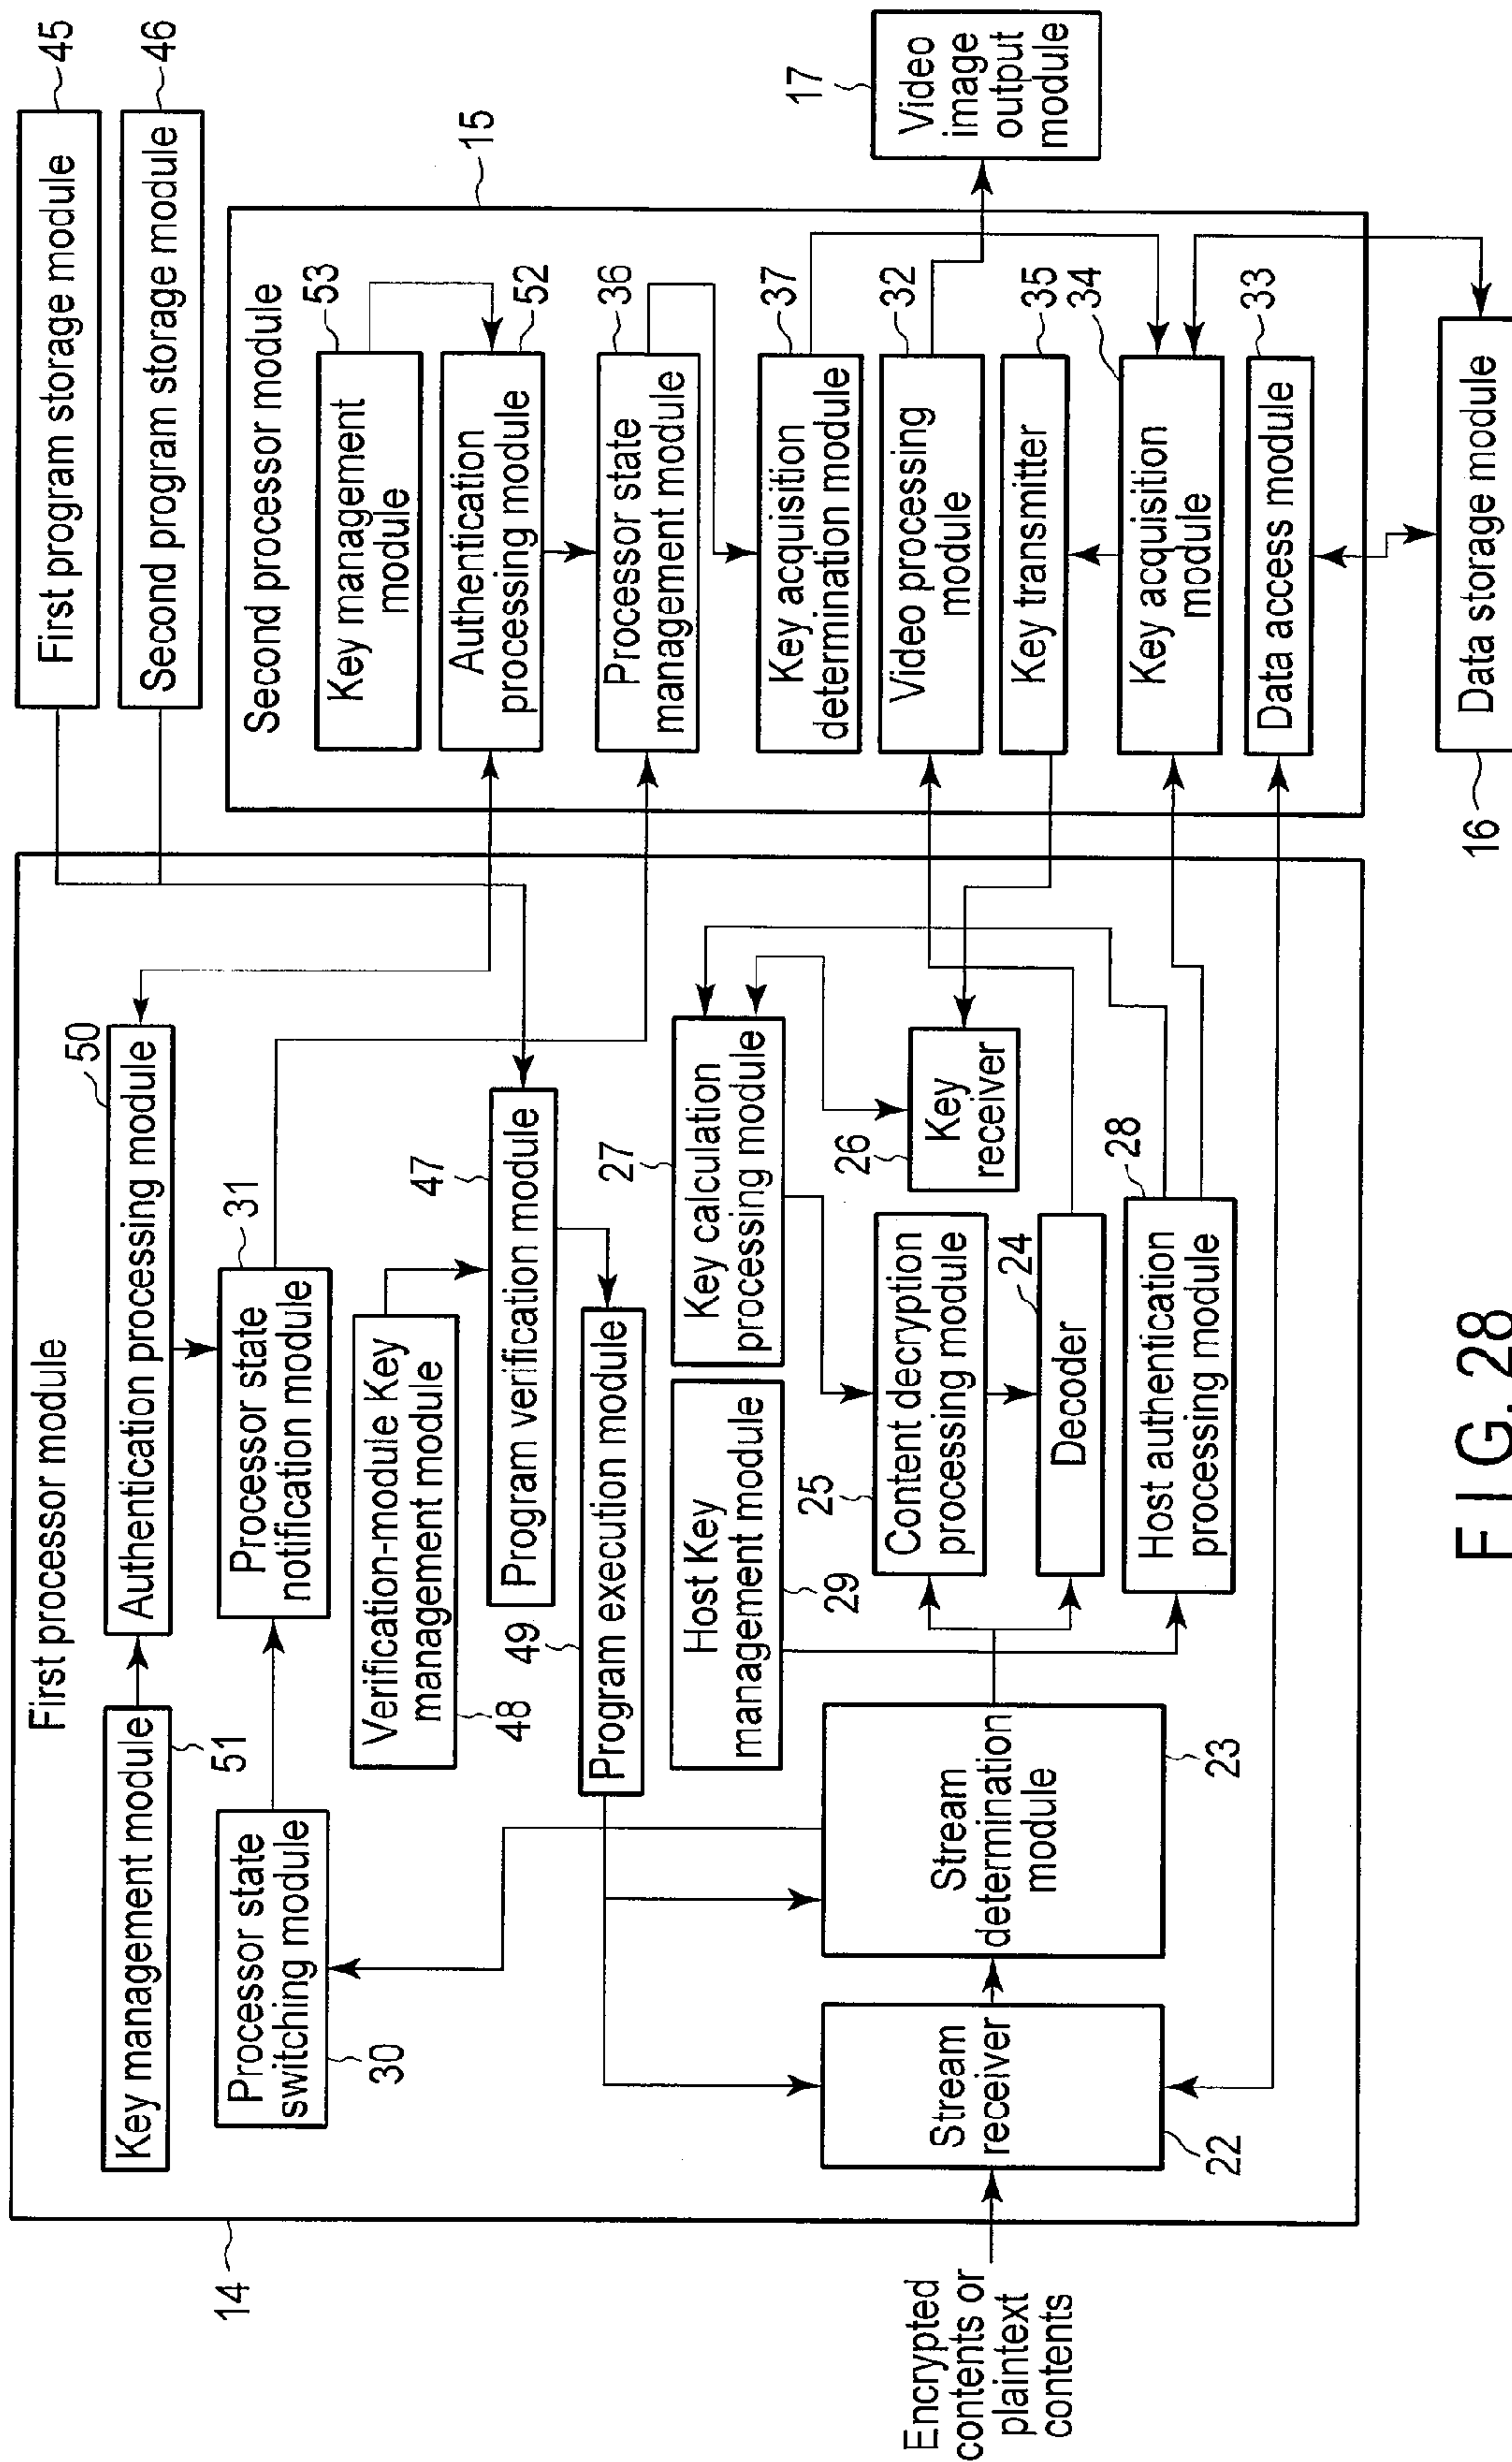 First program storage module
45
Second program storage module
46
14
First processor module
Key management module
51
Authentication processing module
50
Processor state
switching module
30
Processor state
notification module
31
Verification-module Key
management module
48
Program verification module
47
Program execution module
49
Host Key
management module
29
Key calculation
processing module
27
Key
receiver
26
Content decryption
processing module
25
Decoder
24
Host authentication
processing module
28
Stream
determination
module
23
Stream
receiver
22
Encrypted
contents or
plaintext
contents
Second processor module
15
Key management
module
53
Authentication
processing module
52
Processor state
management module
36
Key acquisition
determination module
37
Video processing
module
32
Key transmitter
35
Key acquisition
module
34
Data access module
33
Video
image
output
module
17
Data storage module
16
FIG. 28